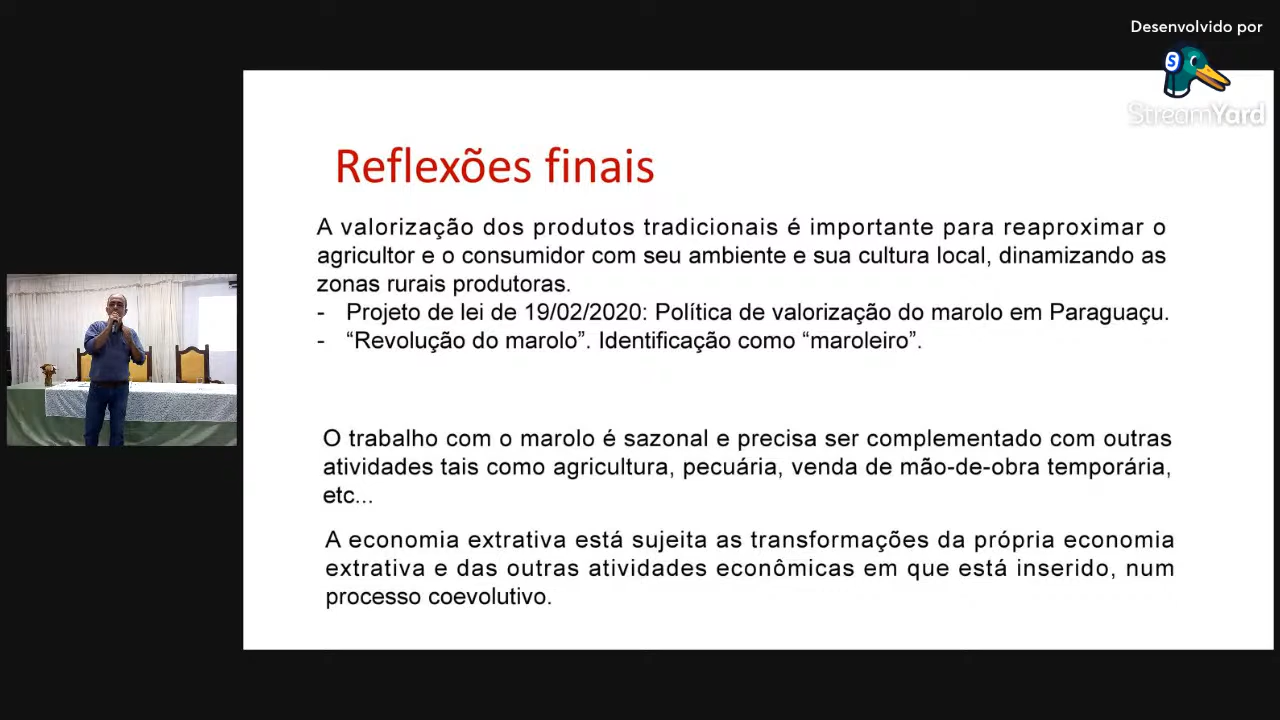 Desenvolvido por
S
StreamYard
Reflexões finais
A valorização dos produtos tradicionais é importante para reaproximar o
agricultor e o consumidor com seu ambiente e sua cultura local, dinamizando as
zonas rurais produtoras.
- Projeto de lei de 19/02/2020: Política de valorização do marolo em Paraguaçu.
- “Revolução do marolo”. Identificação como “maroleiro”.
O trabalho com o marolo é sazonal e precisa ser complementado com outras
atividades tais como agricultura, pecuária, venda de mão-de-obra temporária,
etc...
A economia extrativa está sujeita as transformações da própria economia
extrativa e das outras atividades econômicas em que está inserido, num
processo coevolutivo.